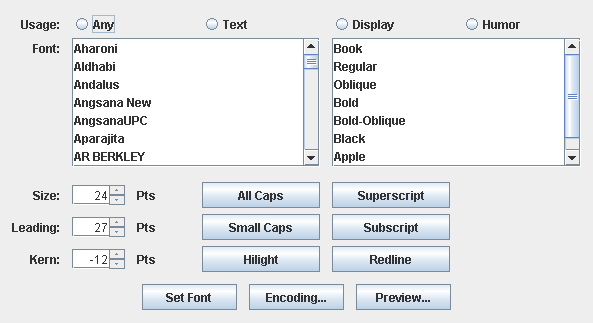 Usage: Any Text Display Humor
Font: Aharoni Book
Aldhabi Regular
Andalus Oblique
Angsana New Bold
AngsanaUPC Bold-Oblique
Aparajita Black
AR BERKLEY Apple
Size: 24 Pts All Caps Superscript
Leading: 27 Pts Small Caps Subscript
Kern: -12 Pts Hilight Redline
Set Font Encoding... Preview...